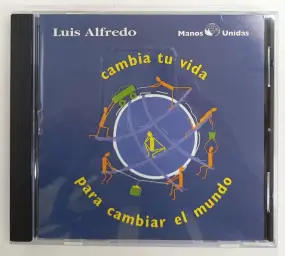 Luis Alfredo
Manos Unidas
cambia tu vida
para cambiar el mundo